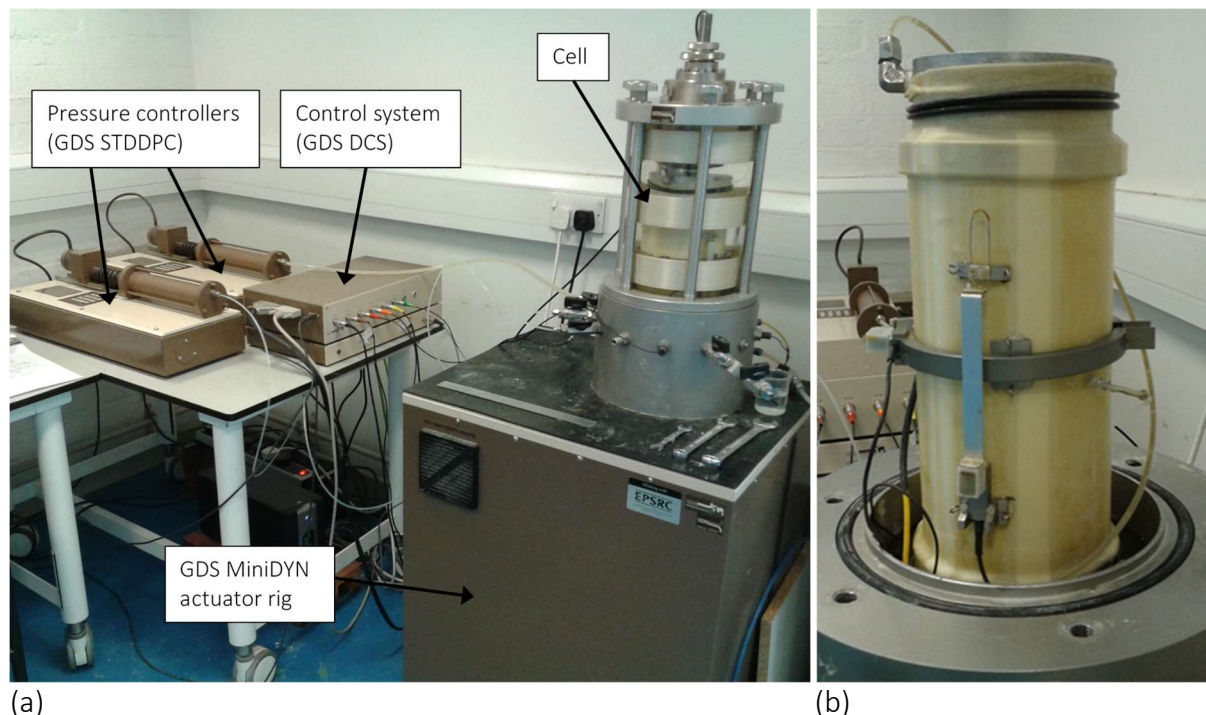 Pressure controllers
(GDS STDDPC)
Control system
(GDS DCS)
Cell
EPSRC
GDS MiniDYN
actuator rig
(a)
(b)